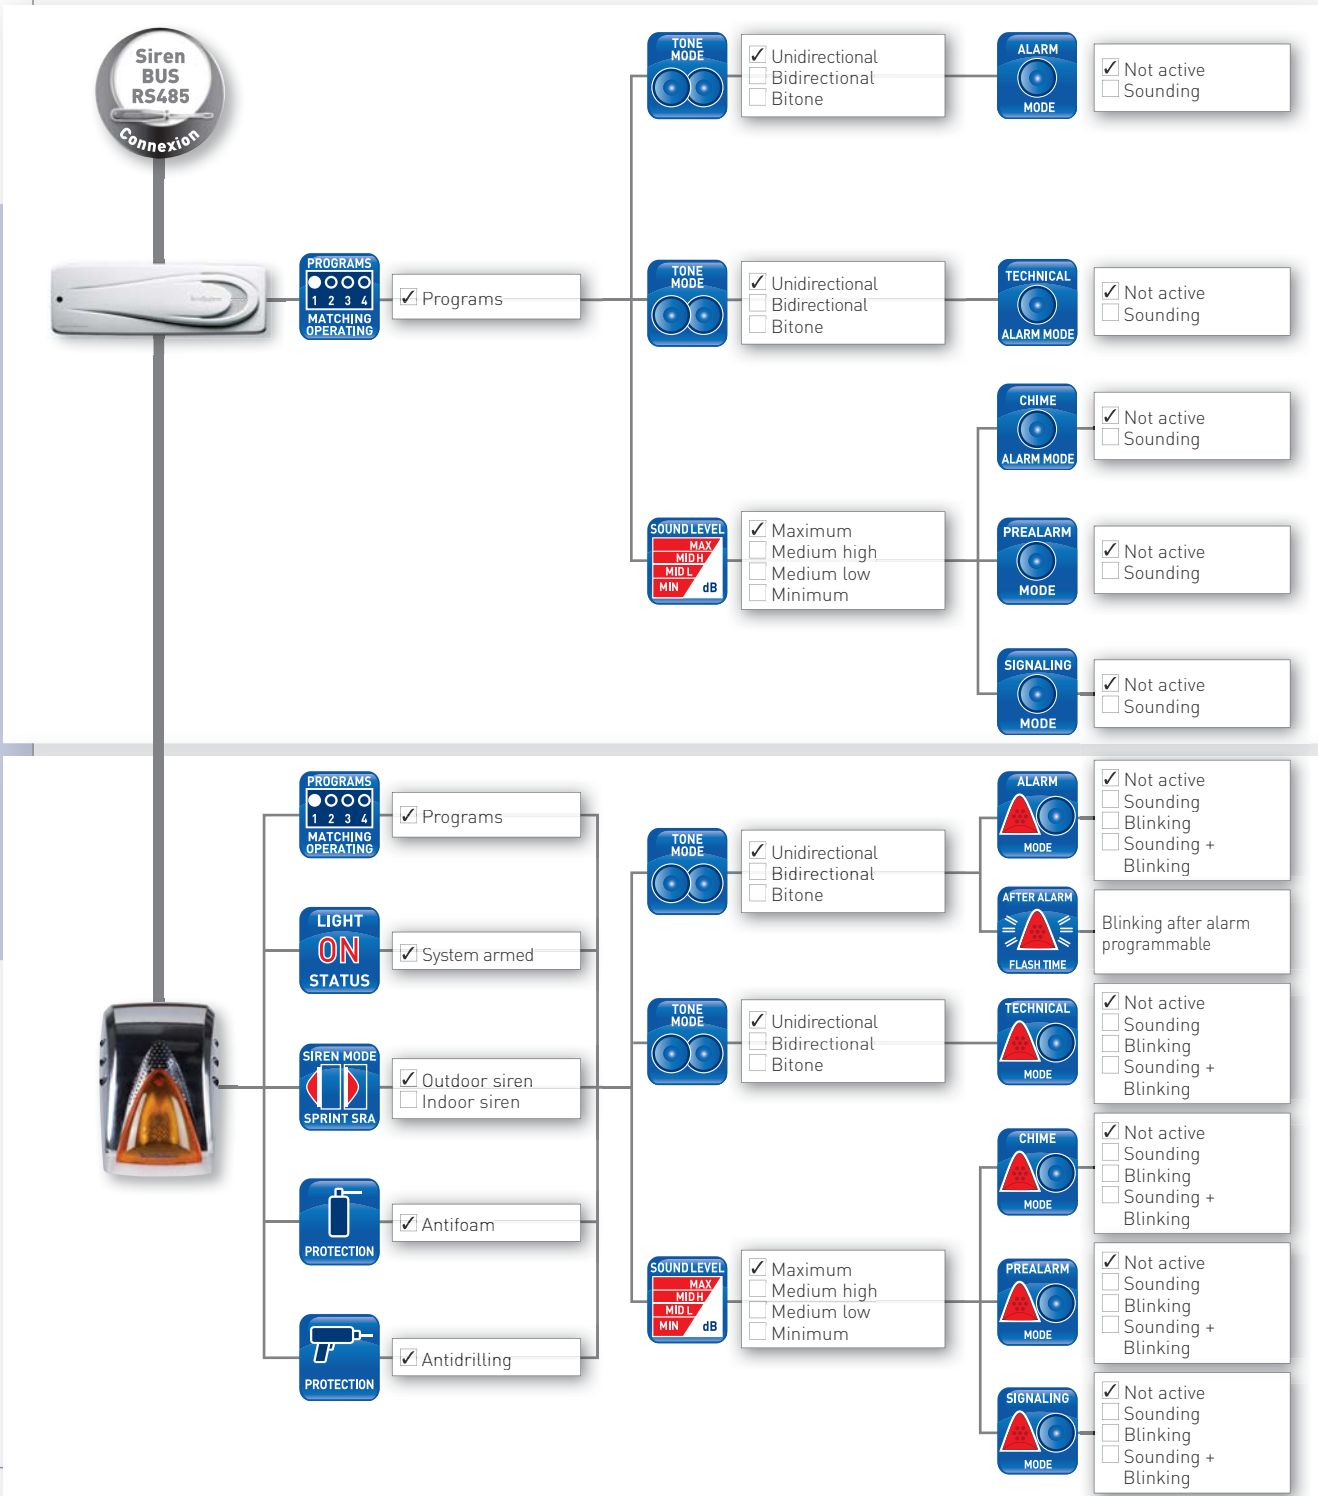 Siren
BUS
RS485
Connexion
TONE
MODE
✓ Unidirectional
Bidirectional
Bitone
ALARM
MODE
✓ Not active
Sounding
PROGRAMS
1 2 3 4
MATCHING
OPERATING
✓ Programs
TONE
MODE
✓ Unidirectional
Bidirectional
Bitone
TECHNICAL
ALARM MODE
✓ Not active
Sounding
CHIME
ALARM MODE
✓ Not active
Sounding
SOUND LEVEL
MAX
MID H
MID L
MIN dB
✓ Maximum
Medium high
Medium low
Minimum
PREALARM
MODE
✓ Not active
Sounding
SIGNALING
MODE
✓ Not active
Sounding
PROGRAMS
1 2 3 4
MATCHING
OPERATING
✓ Programs
LIGHT
ON
STATUS
✓ System armed
SIREN MODE
SPRINT SRA
✓ Outdoor siren
Indoor siren
PROTECTION
✓ Antifoam
PROTECTION
✓ Antidrilling
TONE
MODE
✓ Unidirectional
Bidirectional
Bitone
ALARM
MODE
✓ Not active
Sounding
Blinking
Sounding +
Blinking
AFTER ALARM
FLASH TIME
Blinking after alarm
programmable
TONE
MODE
✓ Unidirectional
Bidirectional
Bitone
TECHNICAL
MODE
✓ Not active
Sounding
Blinking
Sounding +
Blinking
SOUND LEVEL
MAX
MID H
MID L
MIN dB
✓ Maximum
Medium high
Medium low
Minimum
CHIME
MODE
✓ Not active
Sounding
Blinking
Sounding +
Blinking
PREALARM
MODE
✓ Not active
Sounding
Blinking
Sounding +
Blinking
SIGNALING
MODE
✓ Not active
Sounding
Blinking
Sounding +
Blinking